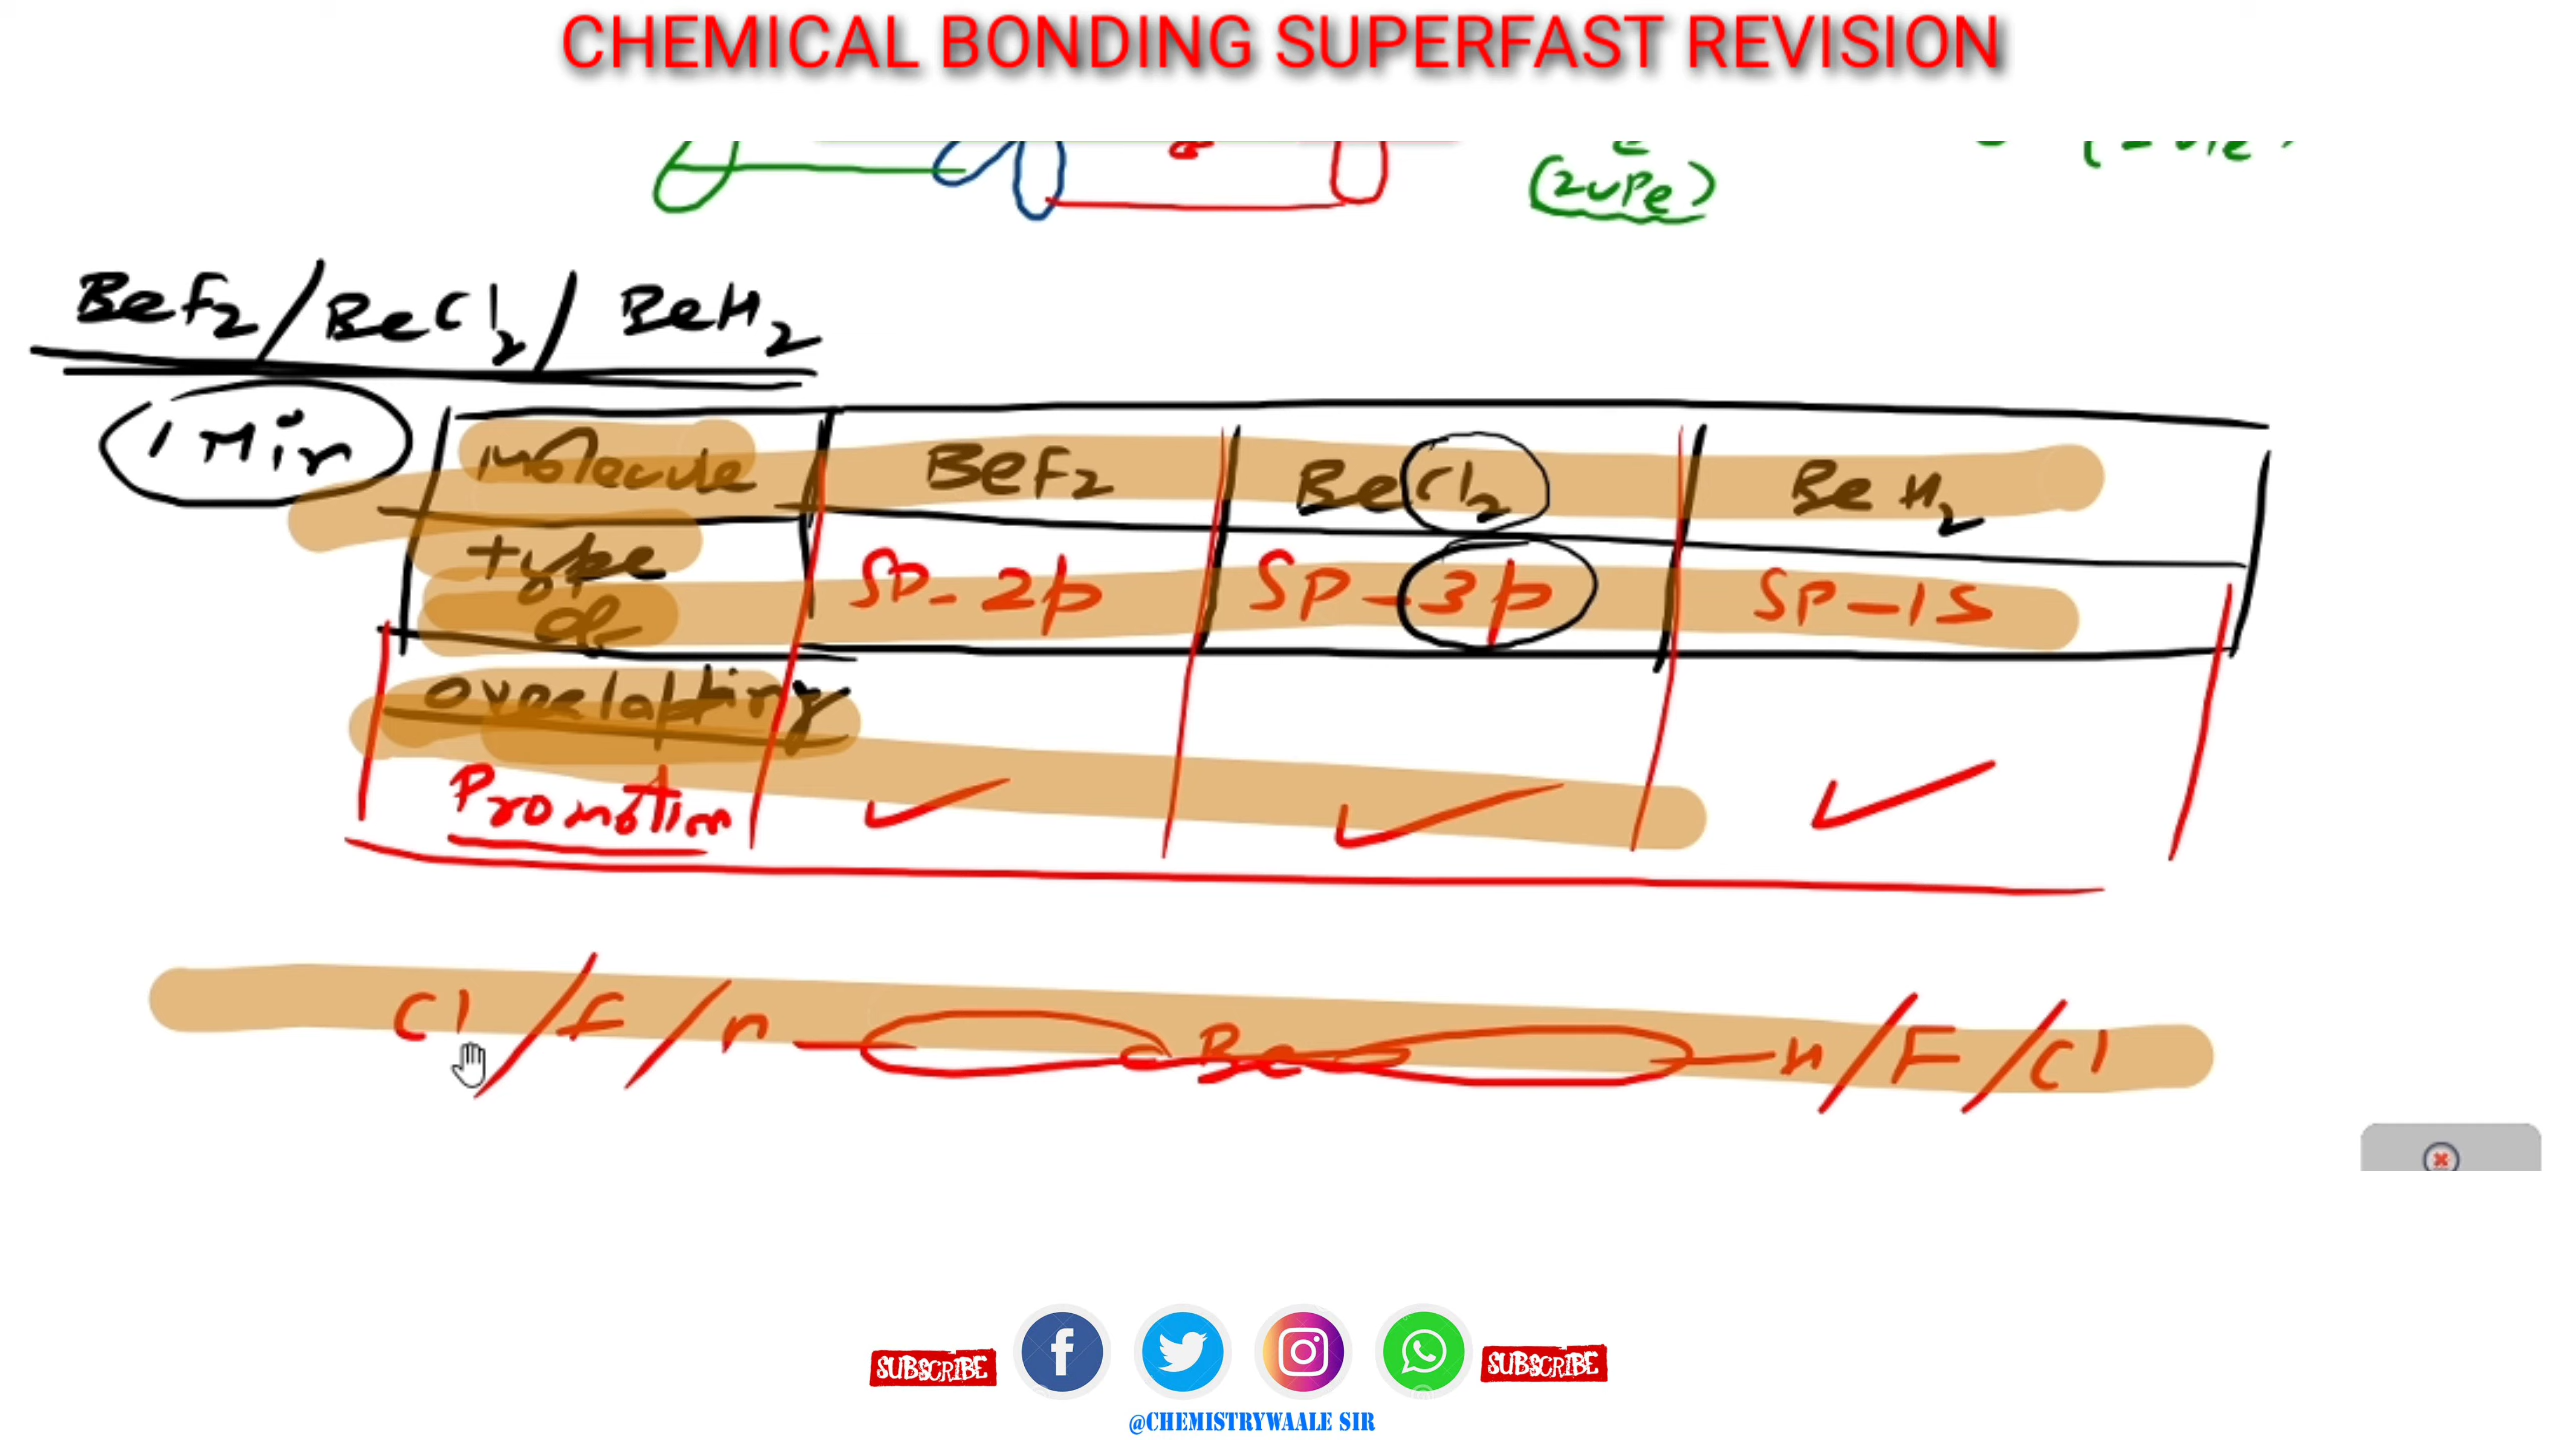 CHEMICAL BONDING SUPERFAST REVISION
(2upe)
BeF2/BeCl2/BeH2
1 Min
Molecule BeF2 BeCl2 BeH2
type of overlapping SP-2p SP-3p SP-1s
Promotion ✓ ✓ ✓
Cl/F/H Be H/F/Cl
SUBSCRIBE SUBSCRIBE
@CHEMISTRYWAALE SIR